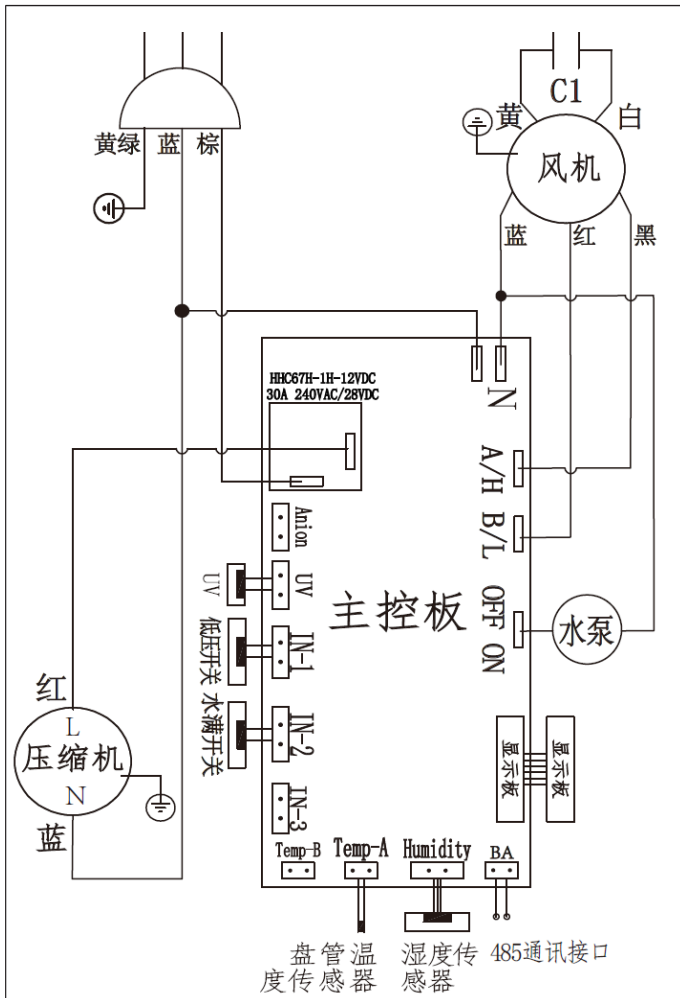 C1
黄
白
黄绿
蓝
棕
风机
蓝
红
黑
HHC67H-1H-12VDC
30A 240VAC/28VDC
N
A/H
B/L
OFF ON
Anion
UV
UV
主控板
水泵
低压开关
IN-1
水满开关
IN-2
IN-3
红
L
压缩机
N
蓝
显示板
显示板
Temp-B
Temp-A
Humidity
BA
盘管温
度传感器
湿度传
感器
485通讯接口